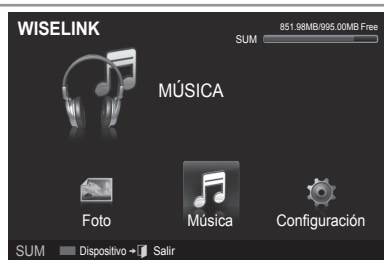 WISELINK
851.98MB/995.00MB Free
SUM
MÚSICA
Foto Música Configuración
SUM Dispositivo Salir